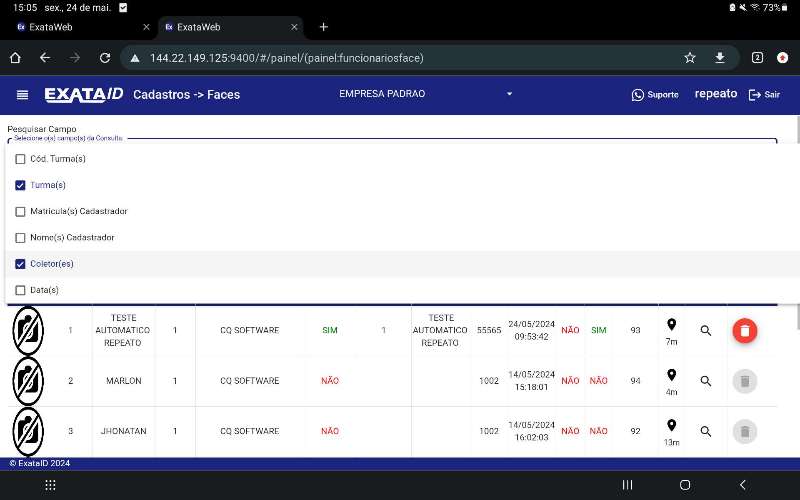 15:05 sex., 24 de mai. 73%
Ex ExataWeb
Ex ExataWeb
144.22.149.125:9400/#/painel/(painel:funcionariosface)
2
EXATAID Cadastros -> Faces EMPRESA PADRAO Suporte repeato Sair
Pesquisar Campo
Selecione o(s) campo(s) da Consulta
Cód. Turma(s)
Turma(s)
Matricula(s) Cadastrador
Nome(s) Cadastrador
Coletor(es)
Data(s)
1 TESTE AUTOMATICO REPEATO 1 CQ SOFTWARE SIM 1 TESTE AUTOMATICO REPEATO 55565 24/05/2024 09:53:42 NÃO SIM 93 7m
2 MARLON 1 CQ SOFTWARE NÃO 1002 14/05/2024 15:18:01 NÃO NÃO 94 4m
3 JHONATAN 1 CQ SOFTWARE NÃO 1002 14/05/2024 16:02:03 NÃO NÃO 92 13m
© ExataID 2024